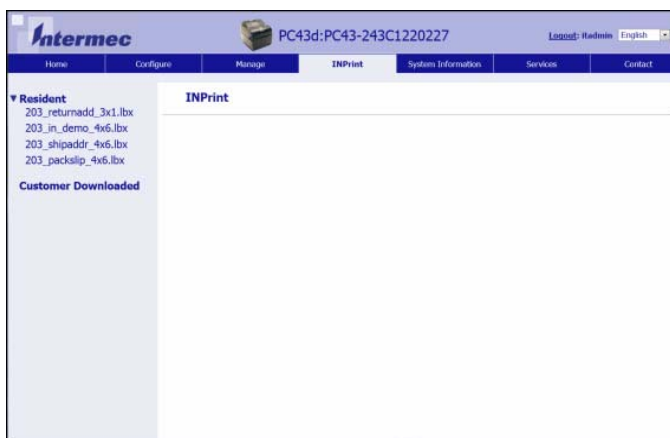 Intermec
PC43d:PC43-243C1220227
Logout: itadmin English
Home Configure Manage INPrint System Information Services Contact
Resident
203_returnadd_3x1.lbx
203_in_demo_4x6.lbx
203_shipaddr_4x6.lbx
203_packslip_4x6.lbx
Customer Downloaded
INPrint